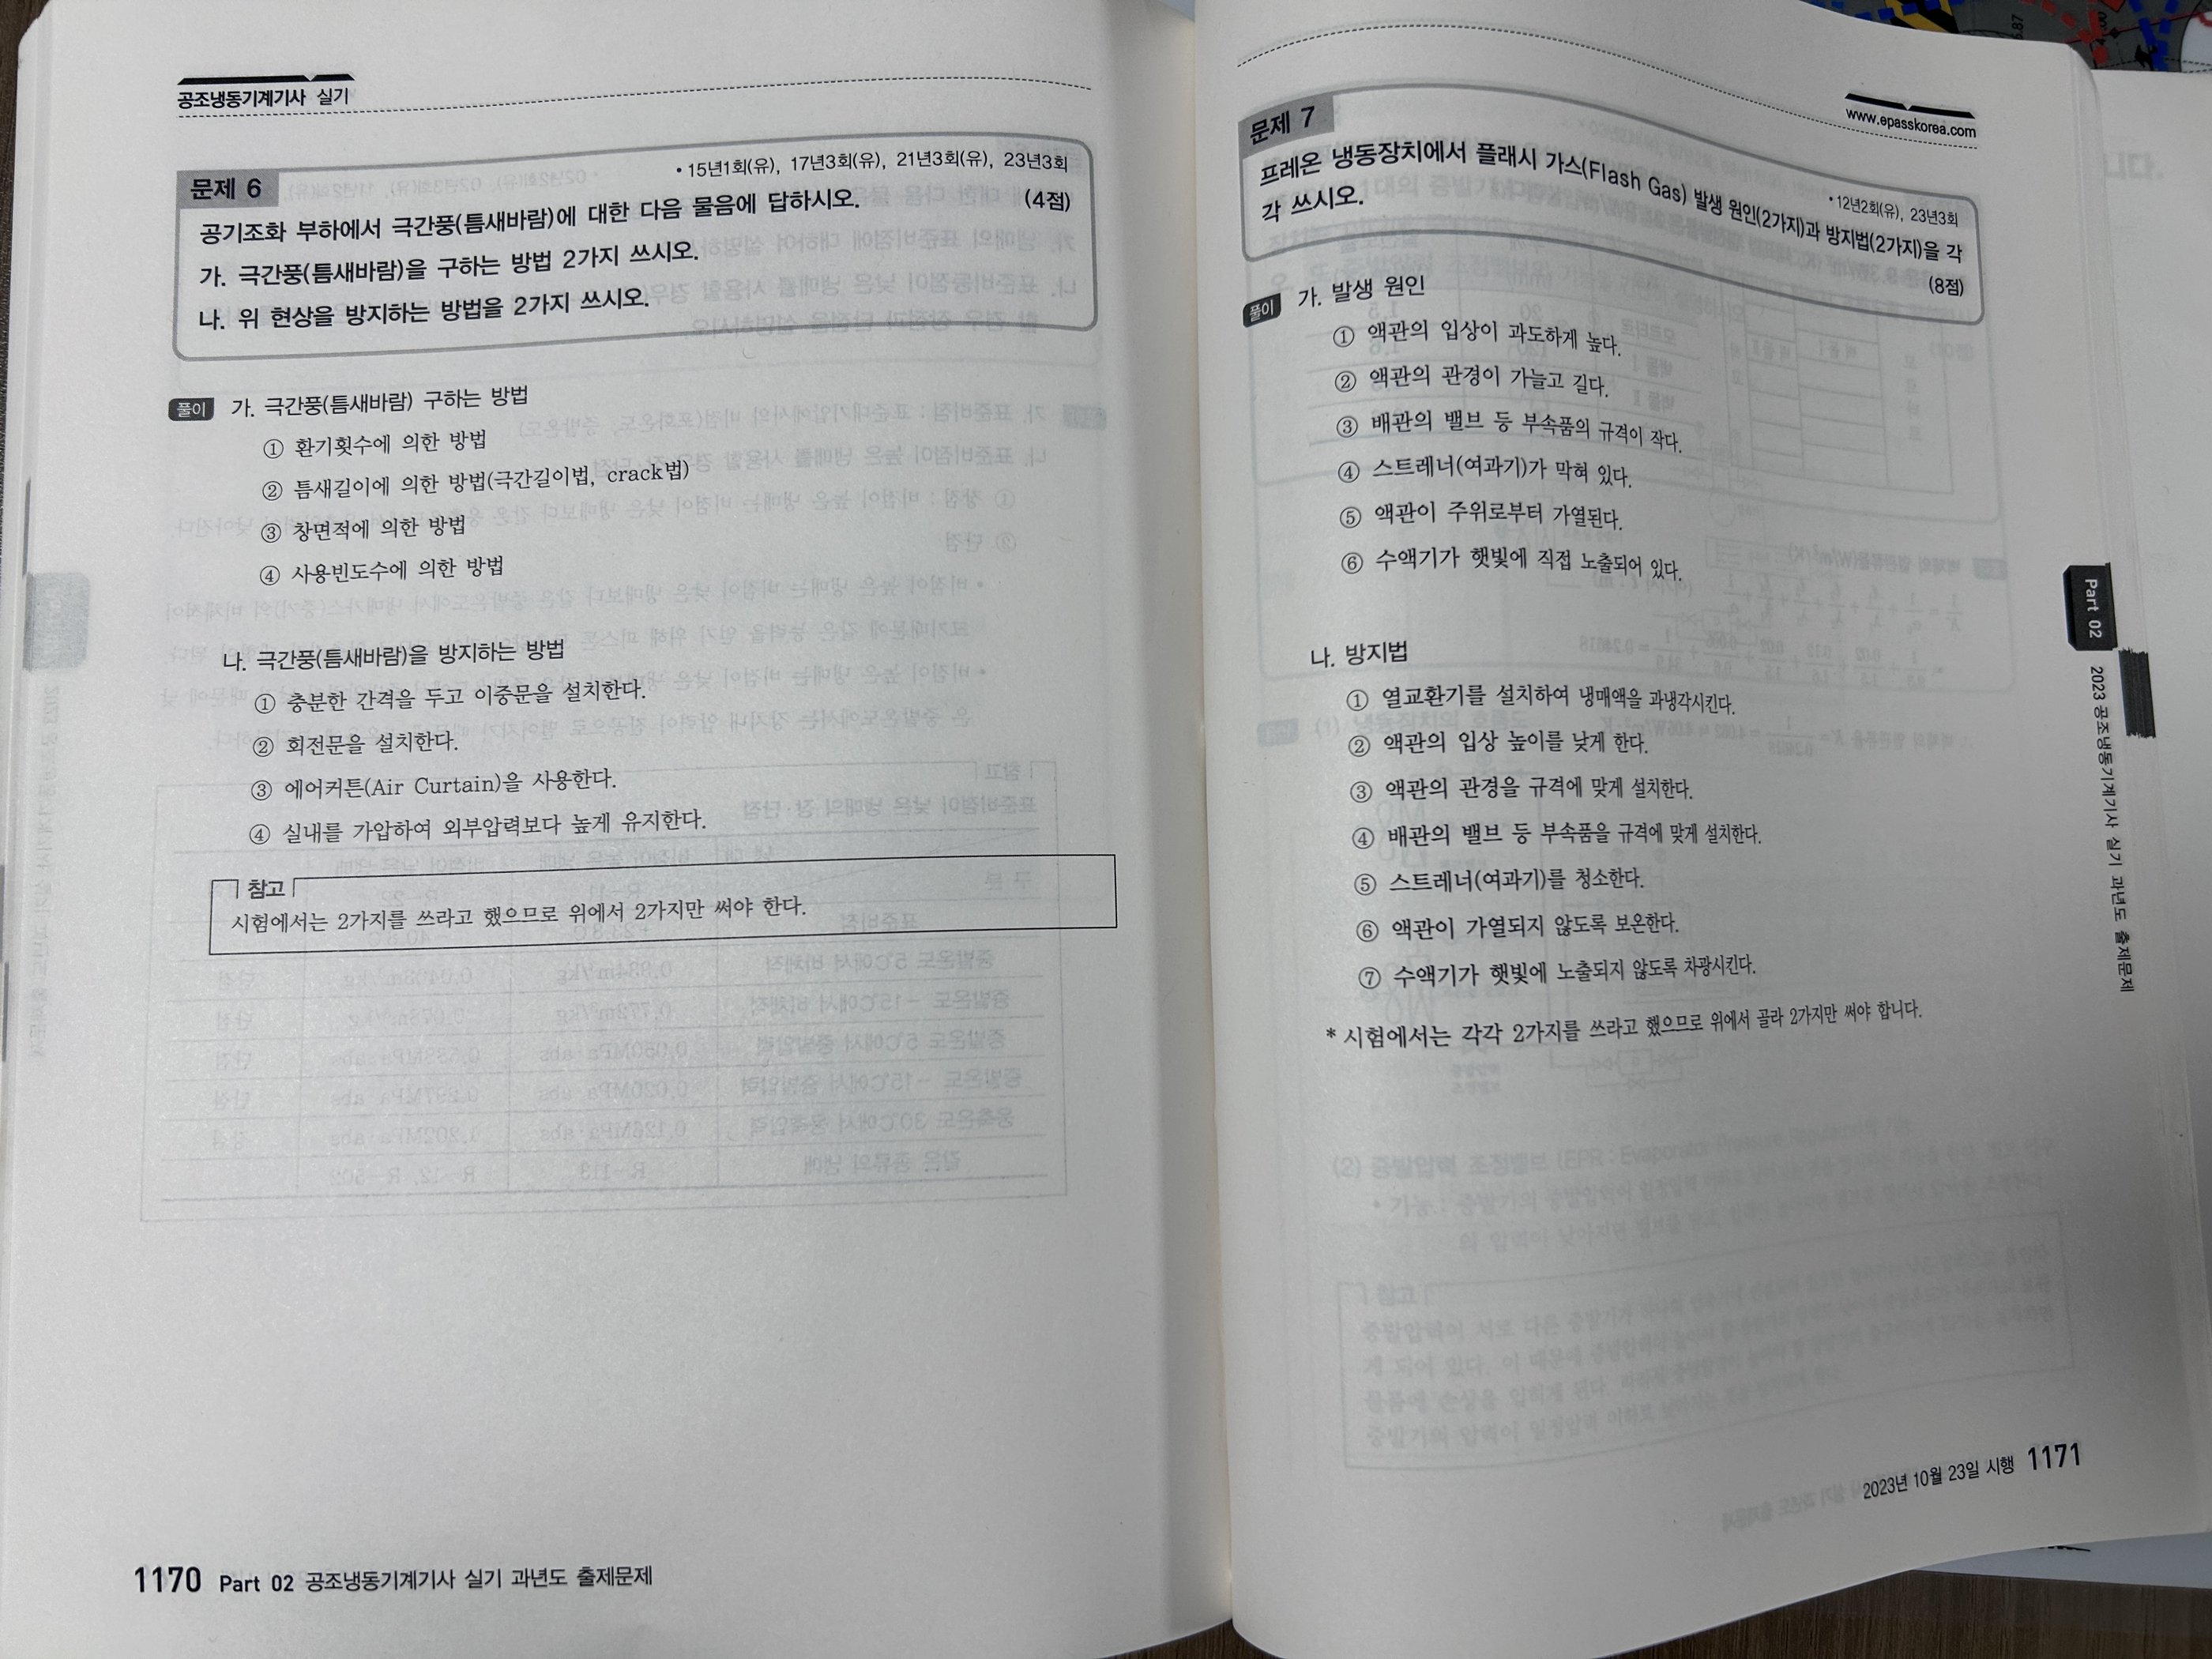 공조냉동기계기사 실기
문제 6
• 15년1회(유), 17년3회(유), 21년3회(유), 23년3회
공기조화 부하에서 극간풍(틈새바람)에 대한 다음 물음에 답하시오. (4점)
가. 극간풍(틈새바람)을 구하는 방법 2가지 쓰시오.
나. 위 현상을 방지하는 방법을 2가지 쓰시오.
풀이 가. 극간풍(틈새바람) 구하는 방법
① 환기횟수에 의한 방법
② 틈새길이에 의한 방법(극간길이법, crack법)
③ 창면적에 의한 방법
④ 사용빈도수에 의한 방법
나. 극간풍(틈새바람)을 방지하는 방법
① 충분한 간격을 두고 이중문을 설치한다.
② 회전문을 설치한다.
③ 에어커튼(Air Curtain)을 사용한다.
④ 실내를 가압하여 외부압력보다 높게 유지한다.
참고
시험에서는 2가지를 쓰라고 했으므로 위에서 2가지만 써야 한다.
1170 Part 02 공조냉동기계기사 실기 과년도 출제문제
www.epasskorea.com
문제 7
• 12년2회(유), 23년3회
프레온 냉동장치에서 플래시 가스(Flash Gas) 발생 원인(2가지)과 방지법(2가지)을 각
각 쓰시오. (8점)
풀이 가. 발생 원인
① 액관의 입상이 과도하게 높다.
② 액관의 관경이 가늘고 길다.
③ 배관의 밸브 등 부속품의 규격이 작다.
④ 스트레너(여과기)가 막혀 있다.
⑤ 액관이 주위로부터 가열된다.
⑥ 수액기가 햇빛에 직접 노출되어 있다.
나. 방지법
① 열교환기를 설치하여 냉매액을 과냉각시킨다.
② 액관의 입상 높이를 낮게 한다.
③ 액관의 관경을 규격에 맞게 설치한다.
④ 배관의 밸브 등 부속품을 규격에 맞게 설치한다.
⑤ 스트레너(여과기)를 청소한다.
⑥ 액관이 가열되지 않도록 보온한다.
⑦ 수액기가 햇빛에 노출되지 않도록 차광시킨다.
* 시험에서는 각각 2가지를 쓰라고 했으므로 위에서 골라 2가지만 써야 합니다.
Part 02
2023 공조냉동기계기사 실기 과년도 출제문제
2023년 10월 23일 시행 1171